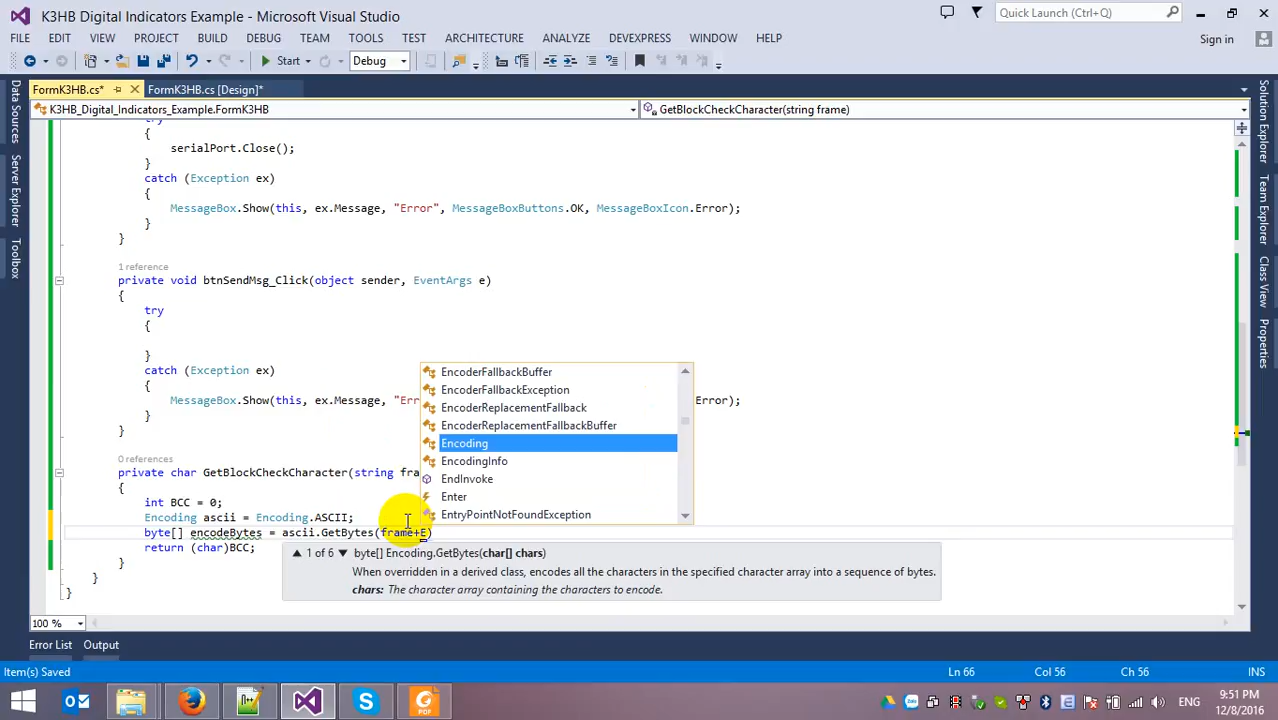 K3HB Digital Indicators Example - Microsoft Visual Studio
Quick Launch (Ctrl+Q)
FILE EDIT VIEW PROJECT BUILD DEBUG TEAM TOOLS TEST ARCHITECTURE ANALYZE DEVEXPRESS WINDOW HELP
Sign in
Start Debug
FormK3HB.cs* FormK3HB.cs [Design]*
K3HB_Digital_Indicators_Example.FormK3HB GetBlockCheckCharacter(string frame)
Data Sources
Server Explorer
Toolbox
Solution Explorer
Team Explorer
Class View
Properties
try
{
serialPort.Close();
}
catch (Exception ex)
{
MessageBox.Show(this, ex.Message, "Error", MessageBoxButtons.OK, MessageBoxIcon.Error);
}
}
1 reference
private void btnSendMsg_Click(object sender, EventArgs e)
{
try
{
}
catch (Exception ex)
{
MessageBox.Show(this, ex.Message, "Err
Error);
}
}
0 references
private char GetBlockCheckCharacter(string fra
{
int BCC = 0;
Encoding ascii = Encoding.ASCII;
byte[] encodeBytes = ascii.GetBytes(frame+E)
return (char)BCC;
}
}
}
EncoderFallbackBuffer
EncoderFallbackException
EncoderReplacementFallback
EncoderReplacementFallbackBuffer
Encoding
EncodingInfo
EndInvoke
Enter
EntryPointNotFoundException
1 of 6 byte[] Encoding.GetBytes(char[] chars)
When overridden in a derived class, encodes all the characters in the specified character array into a sequence of bytes.
chars: The character array containing the characters to encode.
100 %
Error List Output
Item(s) Saved Ln 66 Col 56 Ch 56 INS
PDF
ENG
9:51 PM
12/8/2016